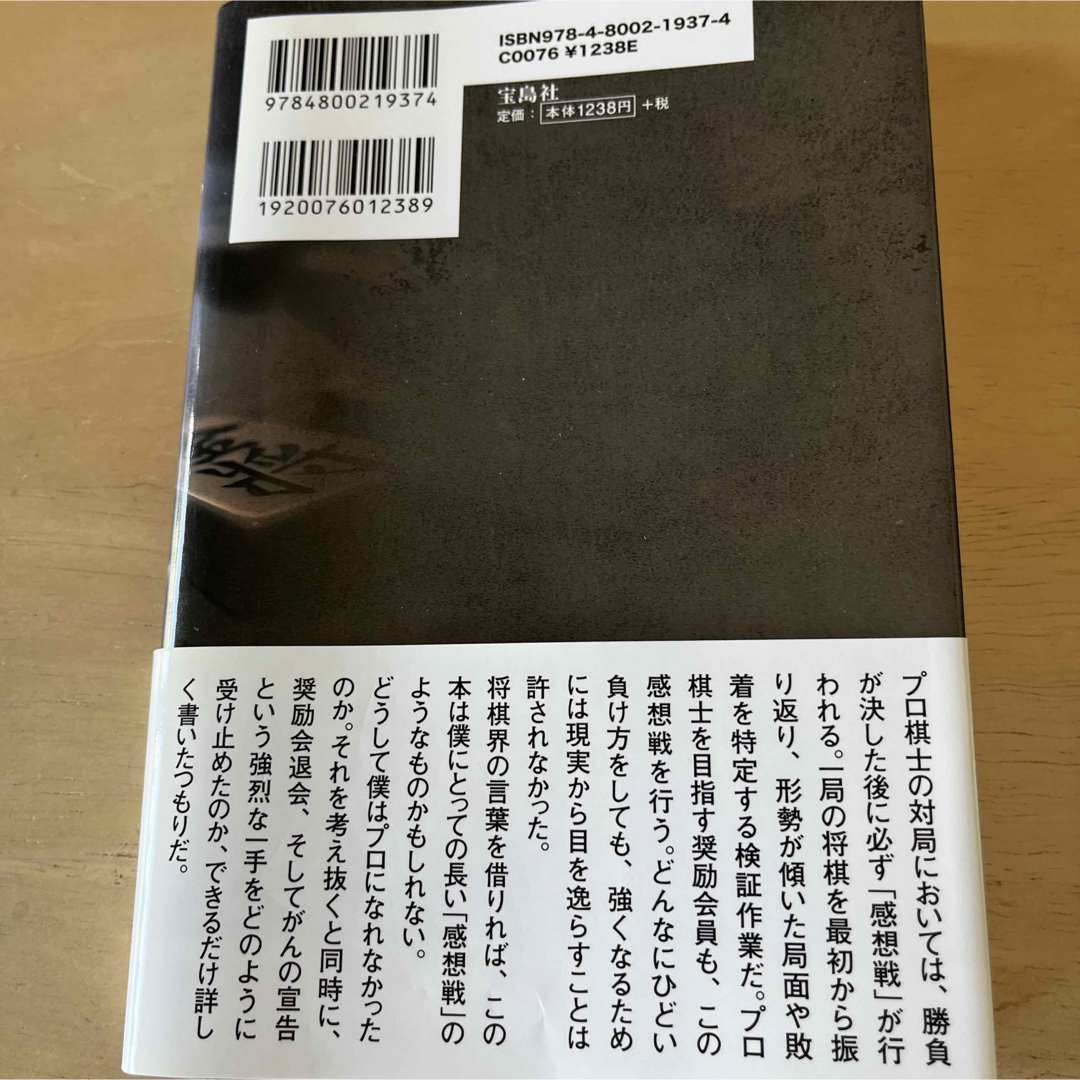 ISBN978-4-8002-1937-4
C0076 ¥1238E
9784800219374
宝島社
定価：本体1238円+税
1920076012389
プロ棋士の対局においては、勝負
が決した後に必ず「感想戦」が行
われる。一局の将棋を最初から振
り返り、形勢が傾いた局面や敗
着を特定する検証作業だ。プロ
棋士を目指す奨励会員も、この
感想戦を行う。どんなにひどい
負け方をしても、強くなるため
には現実から目を逸らすことは
許されなかった。
将棋界の言葉を借りれば、この
本は僕にとっての長い「感想戦」の
ようなものかもしれない。
どうして僕はプロになれなかった
のか。それを考え抜くと同時に、
奨励会退会、そしてがんの宣告
という強烈な一手をどのように
受け止めたのか、できるだけ詳し
く書いたつもりだ。